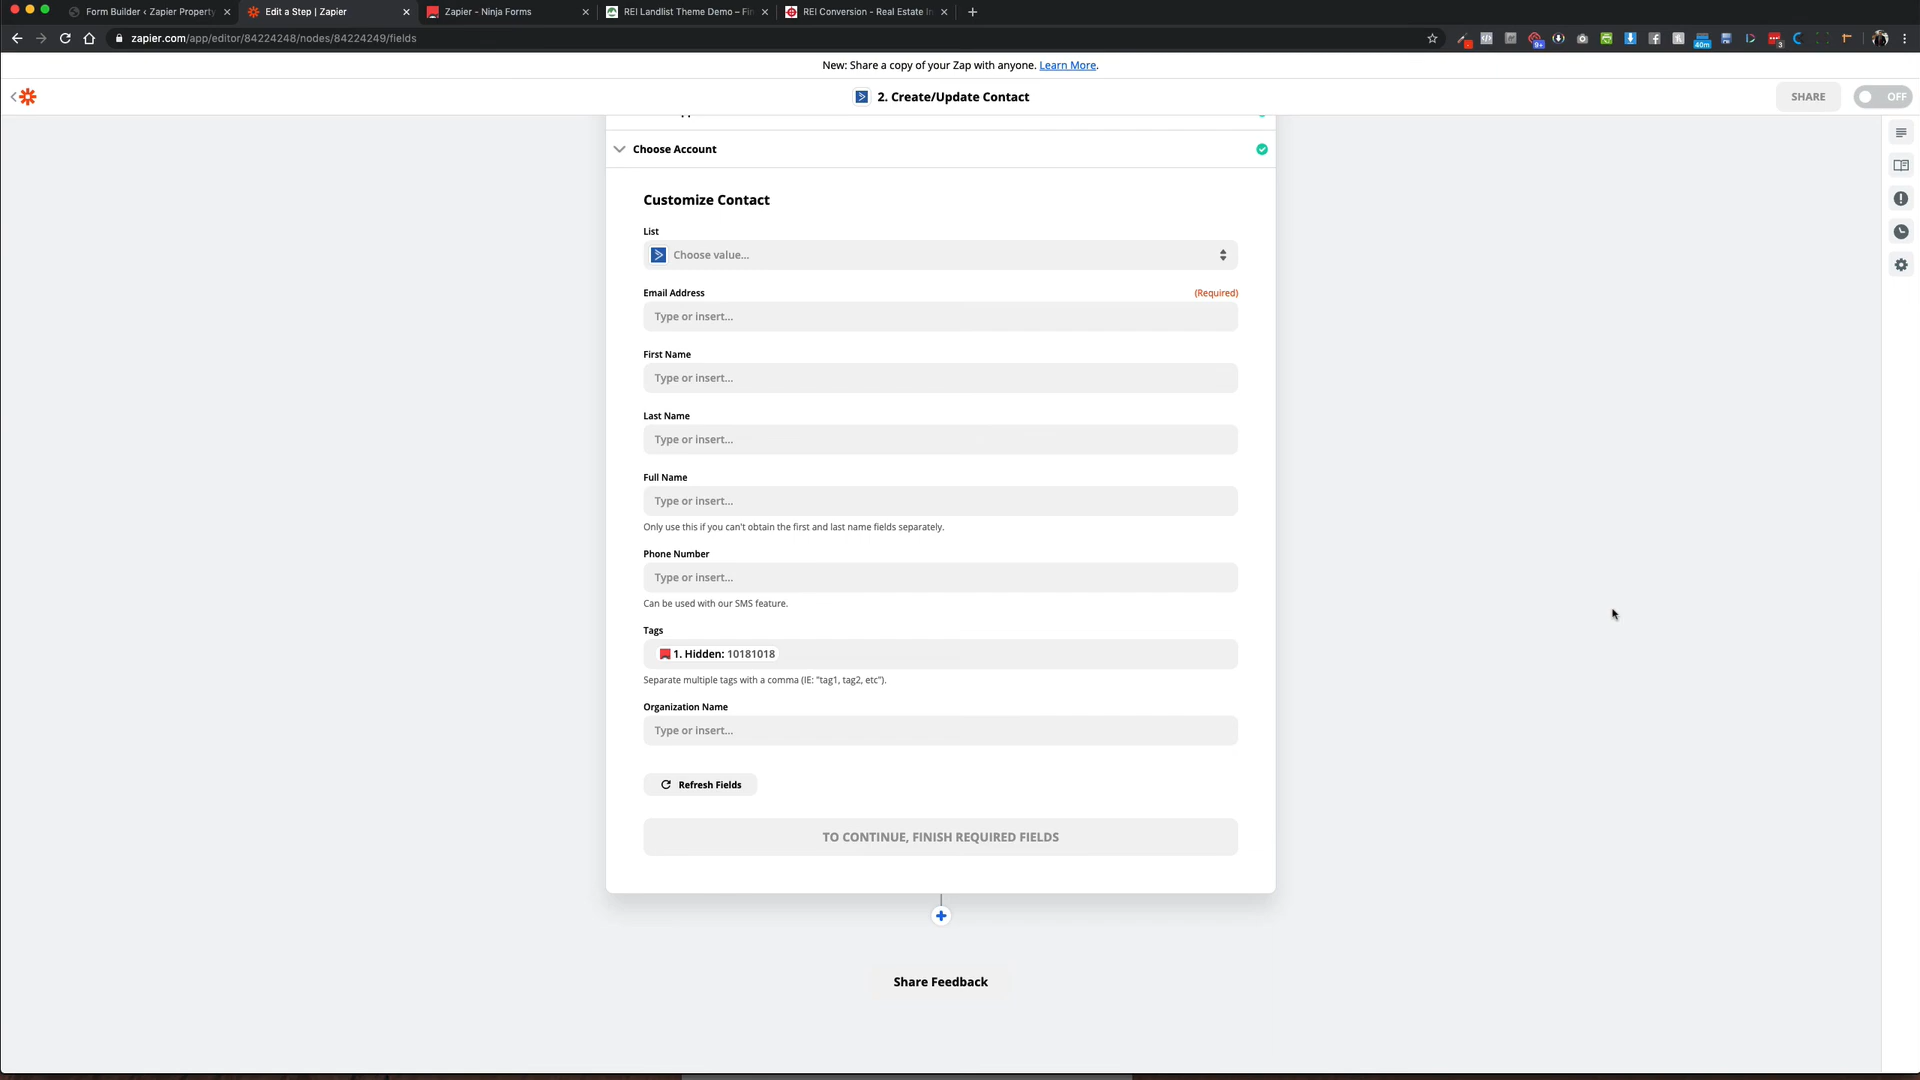 Form Builder ‹ Zapier Property
Edit a Step | Zapier
Zapier - Ninja Forms
REI Landlist Theme Demo – Fin
REI Conversion - Real Estate In
zapier.com/app/editor/84224248/nodes/84224249/fields
9+
40m
3
New: Share a copy of your Zap with anyone. Learn More.
2. Create/Update Contact
SHARE
OFF
Choose Account
Customize Contact
List
Choose value...
Email Address
(Required)
Type or insert...
First Name
Type or insert...
Last Name
Type or insert...
Full Name
Type or insert...
Only use this if you can't obtain the first and last name fields separately.
Phone Number
Type or insert...
Can be used with our SMS feature.
Tags
1. Hidden: 10181018
Separate multiple tags with a comma (IE: "tag1, tag2, etc").
Organization Name
Type or insert...
Refresh Fields
TO CONTINUE, FINISH REQUIRED FIELDS
Share Feedback